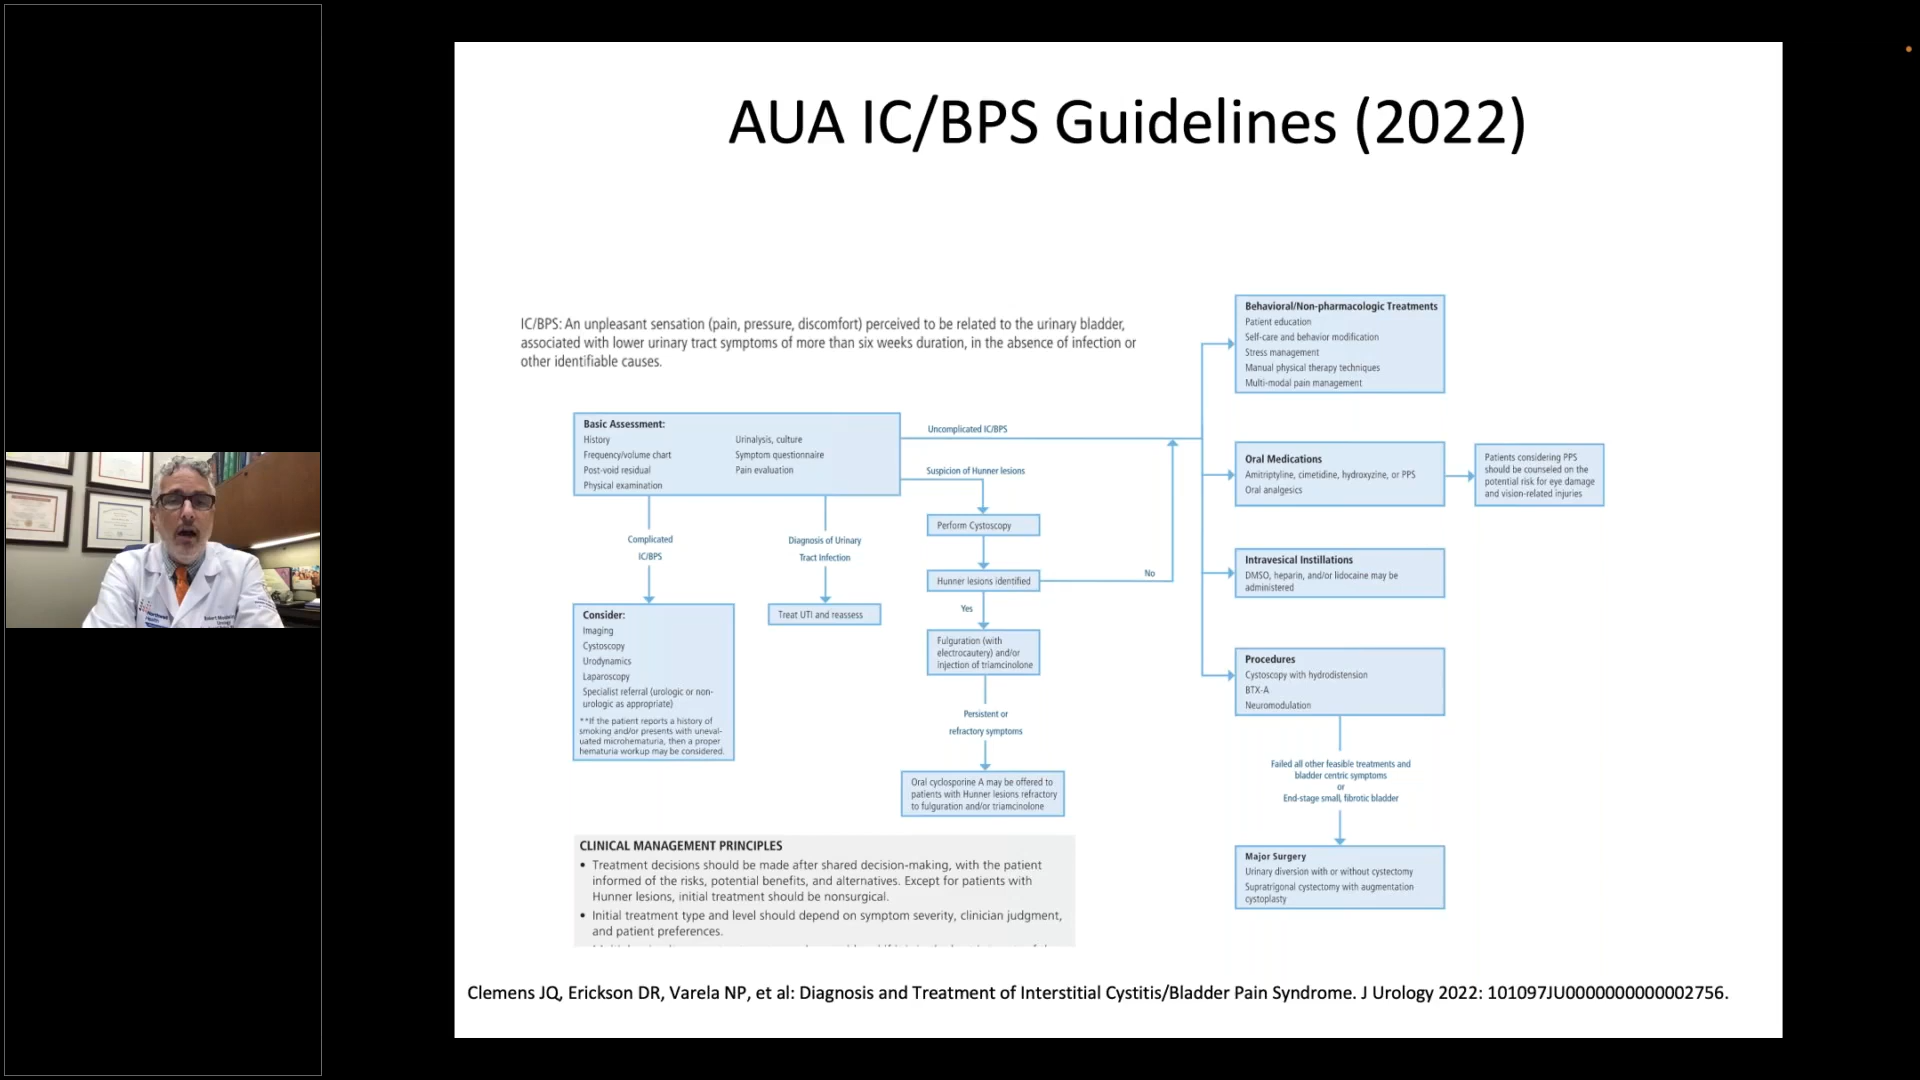 AUA IC/BPS Guidelines (2022)
IC/BPS: An unpleasant sensation (pain, pressure, discomfort) perceived to be related to the urinary bladder,
associated with lower urinary tract symptoms of more than six weeks duration, in the absence of infection or
other identifiable causes.
Basic Assessment:
History
Frequency/volume chart
Post-void residual
Physical examination
Urinalysis, culture
Symptom questionnaire
Pain evaluation
Complicated
IC/BPS
Consider:
Imaging
Cystoscopy
Urodynamics
Laparoscopy
Specialist referral (urologic or non-
urologic as appropriate)
**If the patient reports a history of
smoking and/or presents with uneval-
uated microhematuria, then a proper
hematuria workup may be considered.
Diagnosis of Urinary
Tract Infection
Treat UTI and reassess
Uncomplicated IC/BPS
Suspicion of Hunner lesions
Perform Cystoscopy
Hunner lesions identified
No
Yes
Fulguration (with
electrocautery) and/or
injection of triamcinolone
Persistent or
refractory symptoms
Oral cyclosporine A may be offered to
patients with Hunner lesions refractory
to fulguration and/or triamcinolone
Behavioral/Non-pharmacologic Treatments
Patient education
Self-care and behavior modification
Stress management
Manual physical therapy techniques
Multi-modal pain management
Oral Medications
Amitriptyline, cimetidine, hydroxyzine, or PPS
Oral analgesics
Patients considering PPS
should be counseled on the
potential risk for eye damage
and vision-related injuries
Intravesical Instillations
DMSO, heparin, and/or lidocaine may be
administered
Procedures
Cystoscopy with hydrodistension
BTX-A
Neuromodulation
Failed all other feasible treatments and
bladder centric symptoms
or
End-stage small, fibrotic bladder
Major Surgery
Urinary diversion with or without cystectomy
Supratrigonal cystectomy with augmentation
cystoplasty
CLINICAL MANAGEMENT PRINCIPLES
• Treatment decisions should be made after shared decision-making, with the patient
informed of the risks, potential benefits, and alternatives. Except for patients with
Hunner lesions, initial treatment should be nonsurgical.
• Initial treatment type and level should depend on symptom severity, clinician judgment,
and patient preferences.
Clemens JQ, Erickson DR, Varela NP, et al: Diagnosis and Treatment of Interstitial Cystitis/Bladder Pain Syndrome. J Urology 2022: 101097JU0000000000002756.